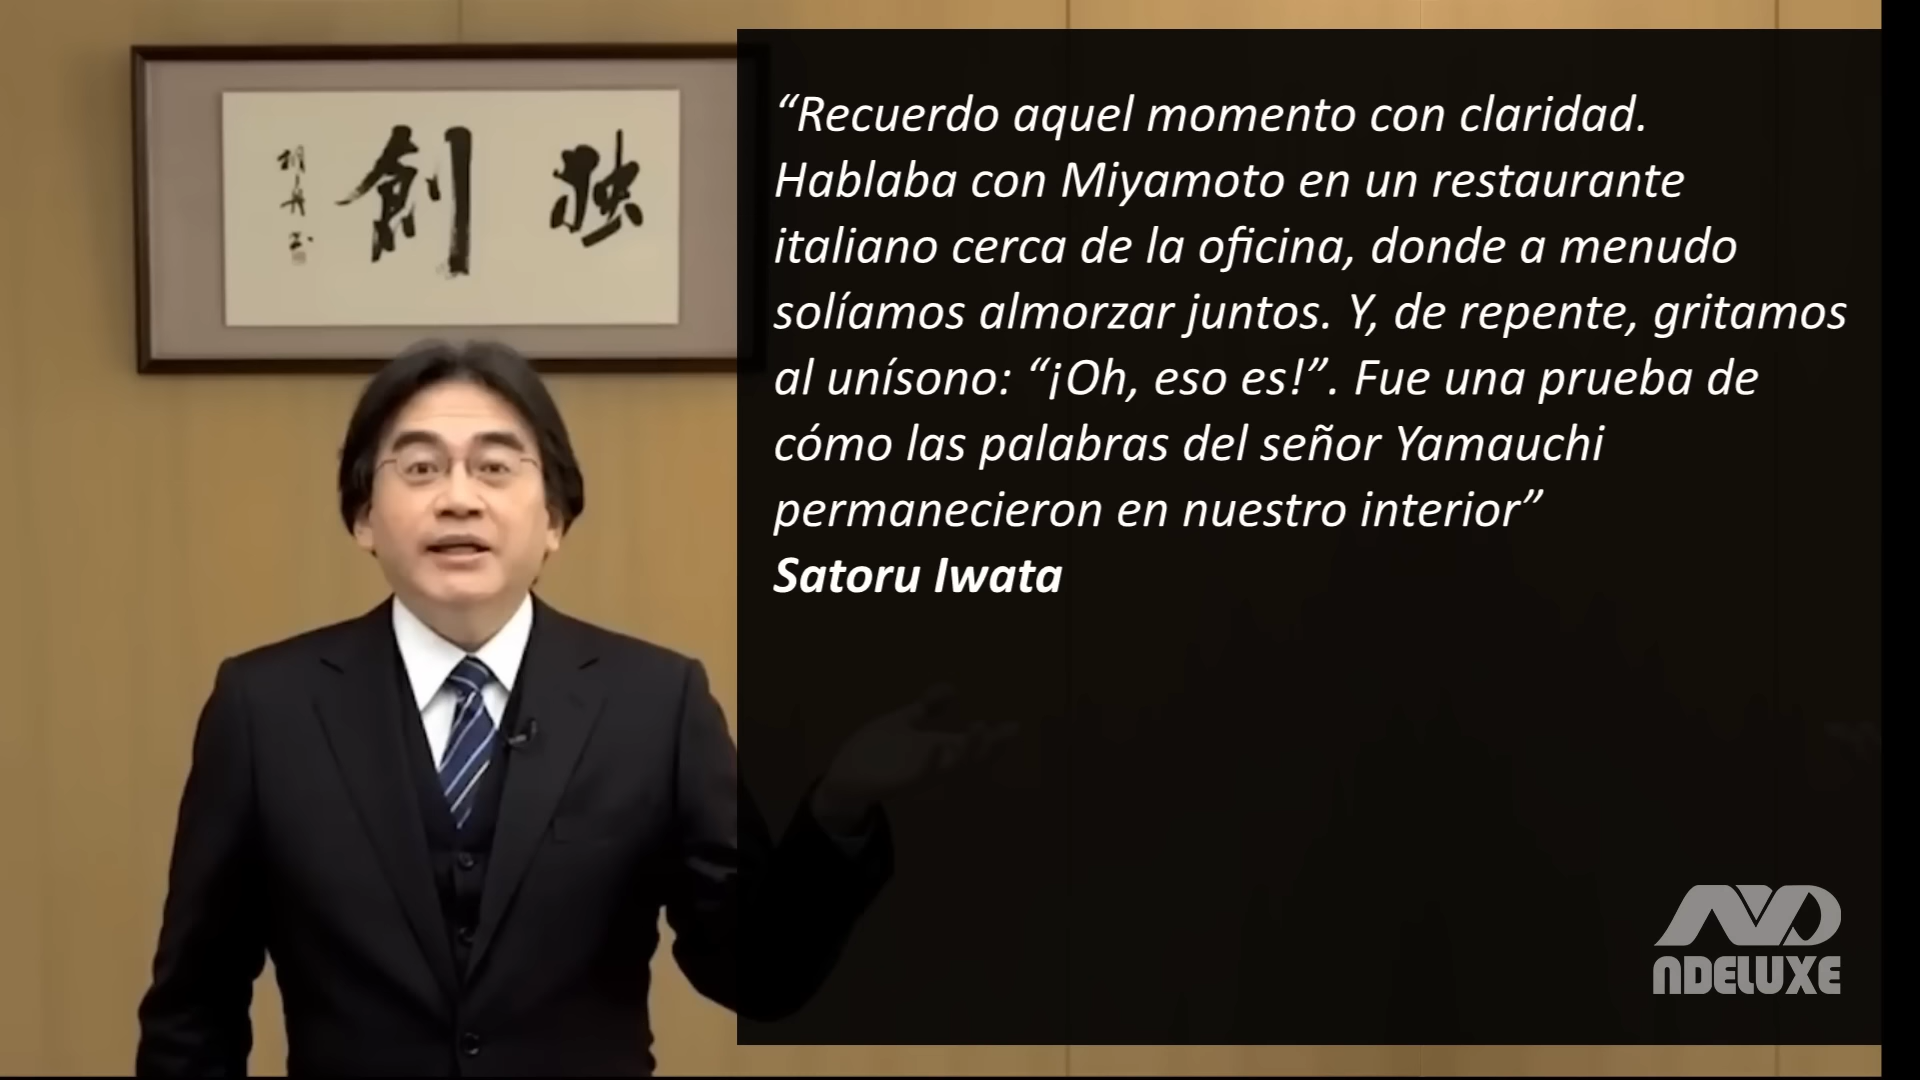 独創
“Recuerdo aquel momento con claridad.
Hablaba con Miyamoto en un restaurante
italiano cerca de la oficina, donde a menudo
solíamos almorzar juntos. Y, de repente, gritamos
al unísono: “¡Oh, eso es!”. Fue una prueba de
cómo las palabras del señor Yamauchi
permanecieron en nuestro interior”
Satoru Iwata
ND
NDELUXE